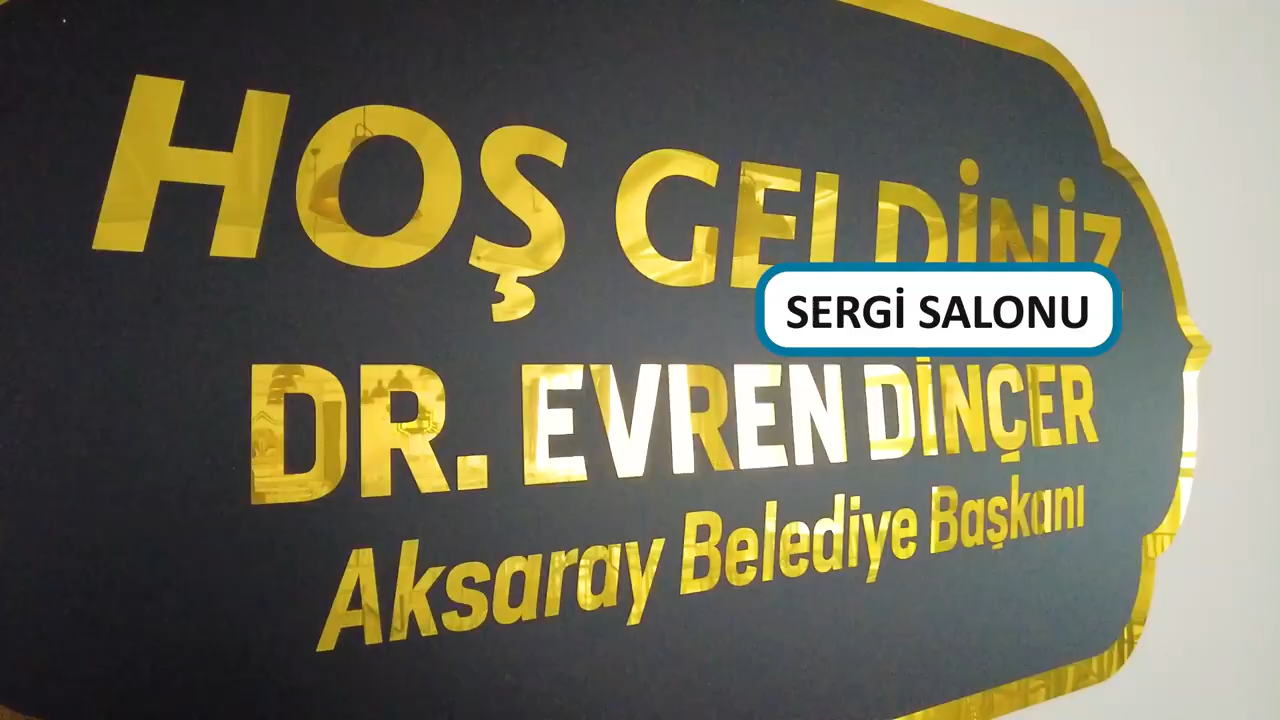 HOŞ GELDİNİZ
SERGİ SALONU
DR. EVREN DİNÇER
Aksaray Belediye Başkanı